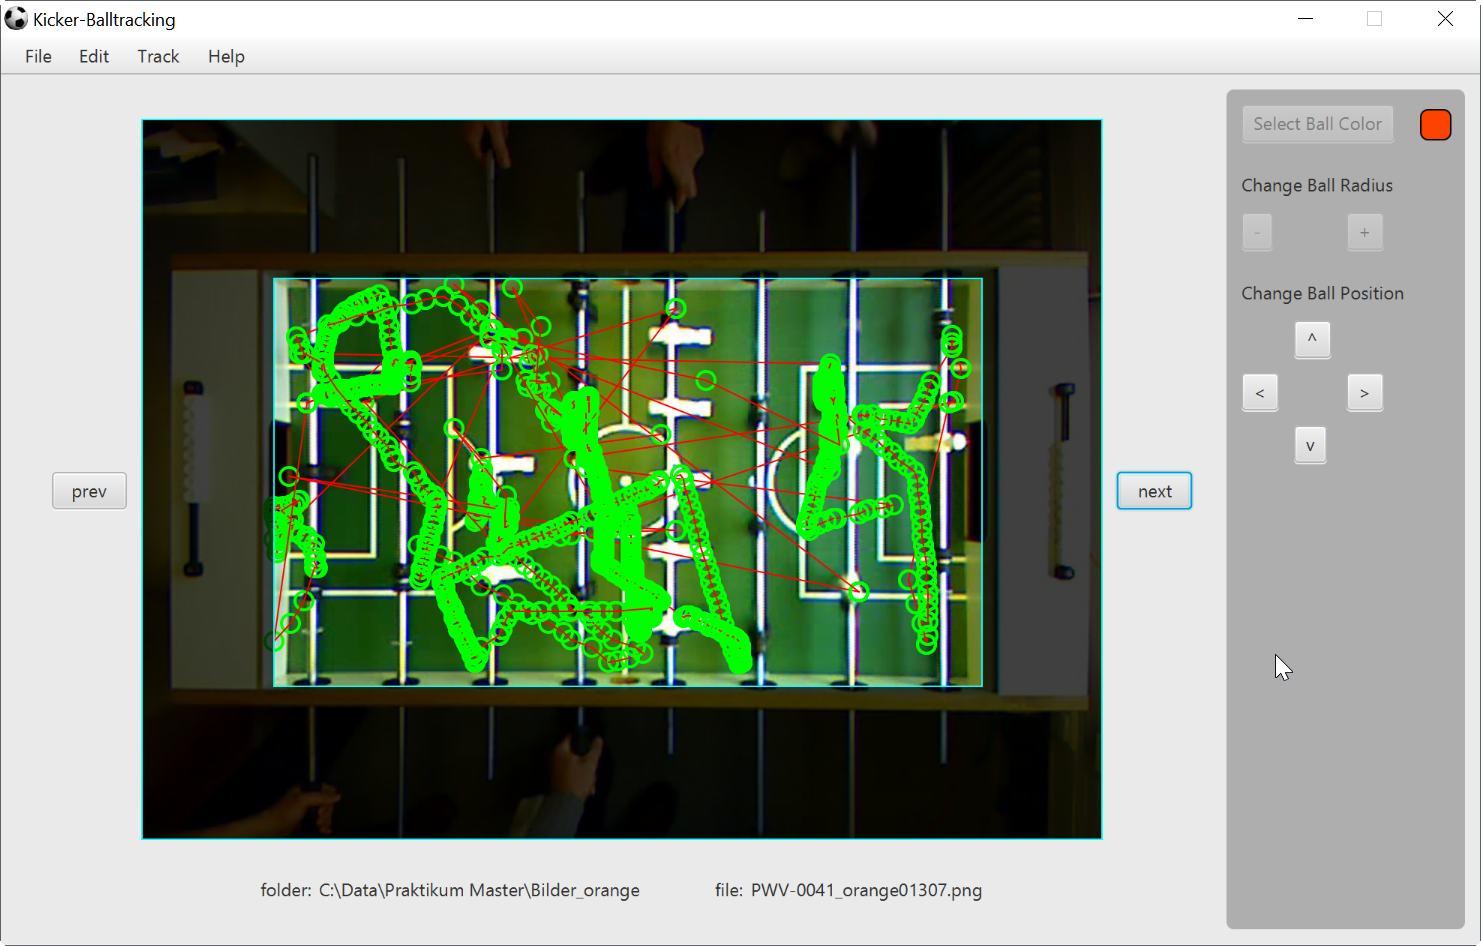 Kicker-Balltracking
File Edit Track Help
Select Ball Color
Change Ball Radius
- +
Change Ball Position
^
< >
v
prev
next
folder: C:\Data\Praktikum Master\Bilder_orange file: PWV-0041_orange01307.png